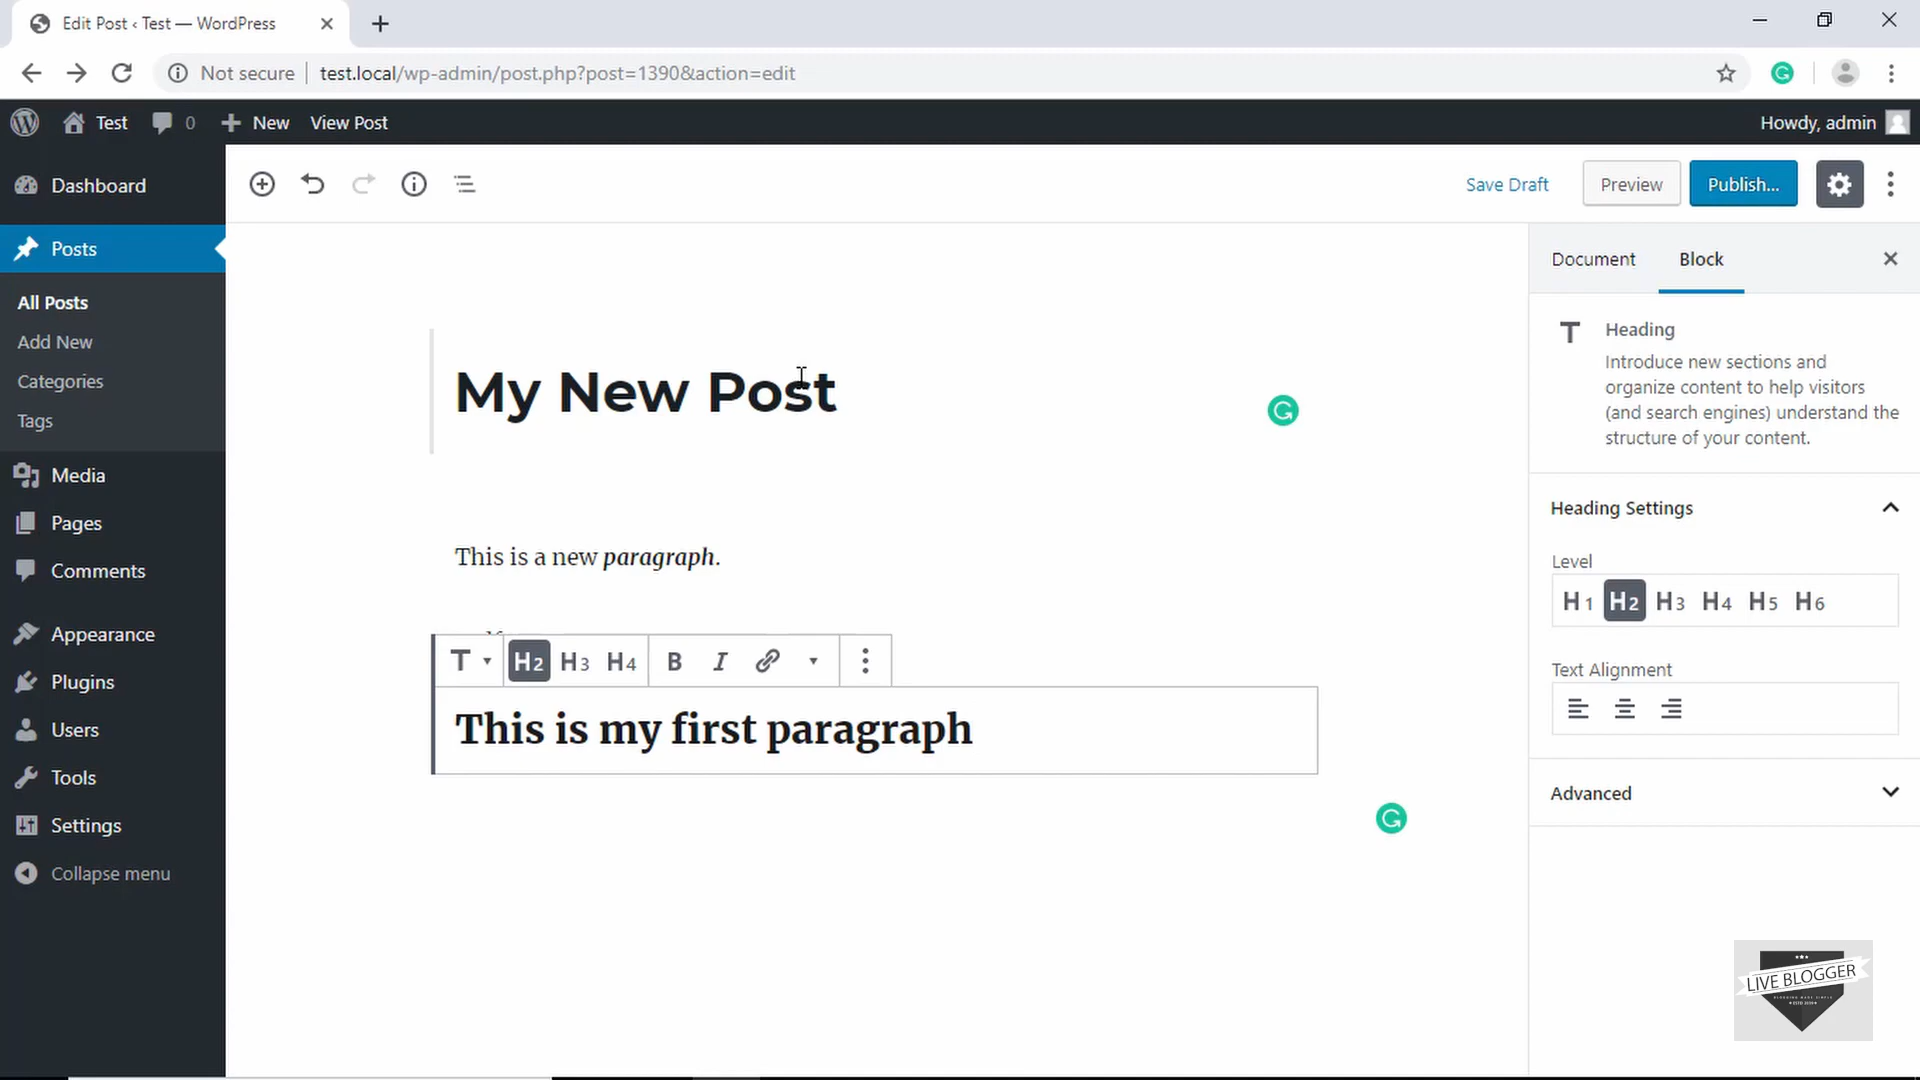 Edit Post ‹ Test — WordPress
Not secure test.local/wp-admin/post.php?post=1390&action=edit
Test 0 New View Post Howdy, admin
Dashboard
Posts
All Posts
Add New
Categories
Tags
Media
Pages
Comments
Appearance
Plugins
Users
Tools
Settings
Collapse menu
Save Draft Preview Publish...
My New Post
This is a new paragraph.
T H2 H3 H4 B I
This is my first paragraph
Document Block
T Heading
Introduce new sections and
organize content to help visitors
(and search engines) understand the
structure of your content.
Heading Settings
Level
H1 H2 H3 H4 H5 H6
Text Alignment
Advanced
LIVE BLOGGER